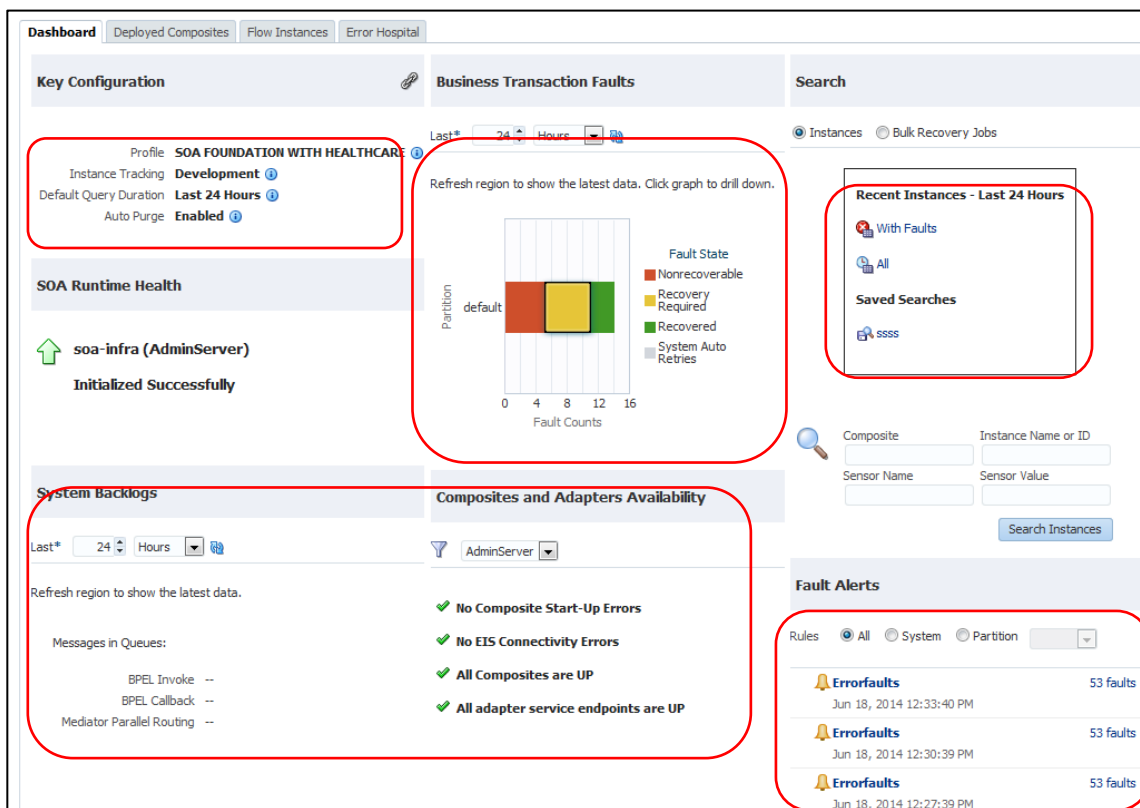 Dashboard
Deployed Composites
Flow Instances
Error Hospital
Key Configuration
Profile SOA FOUNDATION WITH HEALTHCARE
Instance Tracking Development
Default Query Duration Last 24 Hours
Auto Purge Enabled
SOA Runtime Health
soa-infra (AdminServer)
Initialized Successfully
System Backlogs
Last* 24 Hours
Refresh region to show the latest data.
Messages in Queues:
BPEL Invoke --
BPEL Callback --
Mediator Parallel Routing --
Business Transaction Faults
Last* 24 Hours
Refresh region to show the latest data. Click graph to drill down.
Partition
default
0 4 8 12 16
Fault Counts
Fault State
Nonrecoverable
Recovery
Required
Recovered
System Auto
Retries
Composites and Adapters Availability
AdminServer
No Composite Start-Up Errors
No EIS Connectivity Errors
All Composites are UP
All adapter service endpoints are UP
Search
Instances Bulk Recovery Jobs
Recent Instances - Last 24 Hours
With Faults
All
Saved Searches
ssss
Composite Instance Name or ID
Sensor Name Sensor Value
Search Instances
Fault Alerts
Rules All System Partition
Errorfaults 53 faults
Jun 18, 2014 12:33:40 PM
Errorfaults 53 faults
Jun 18, 2014 12:30:39 PM
Errorfaults 53 faults
Jun 18, 2014 12:27:39 PM